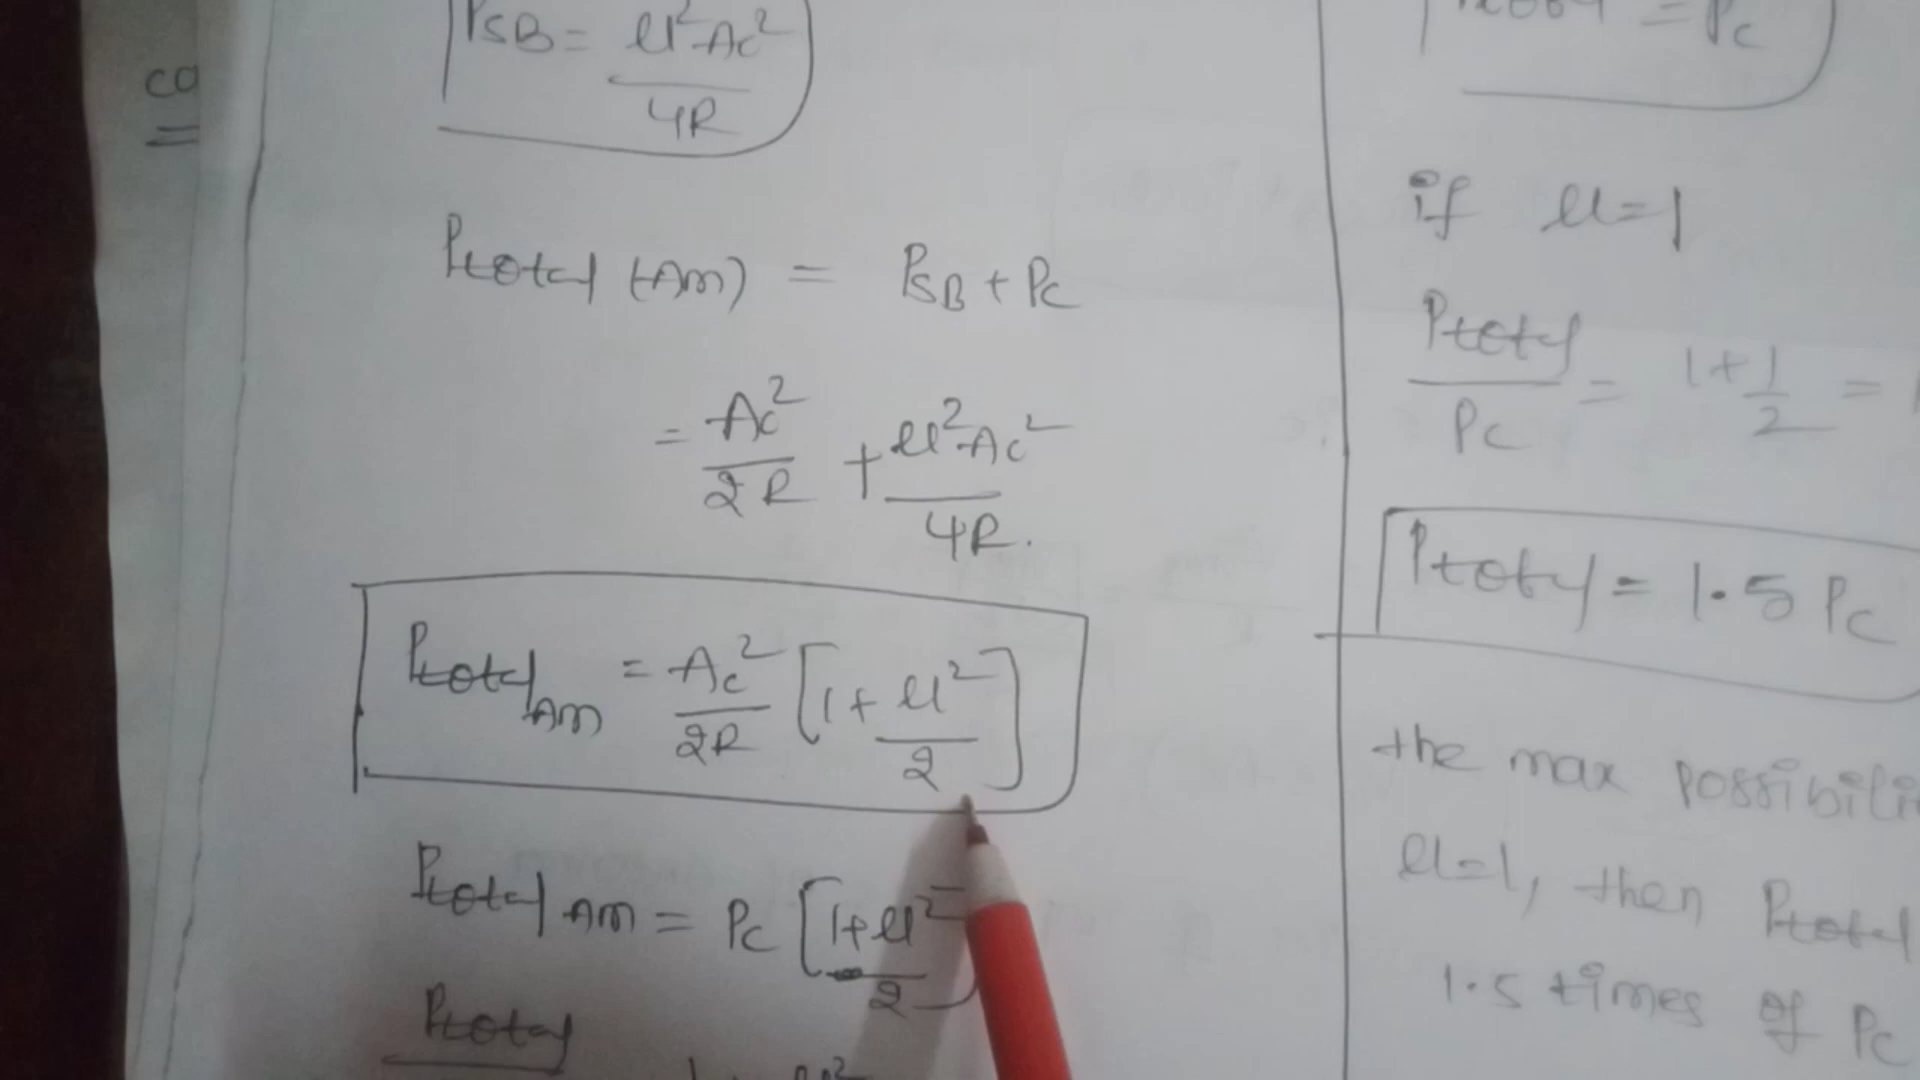 co
=
PSB = μ²Ac²/4R
Ptotal (Am) = PSB + Pc
= Ac²/2R + μ²Ac²/4R.
Ptotal Am = Ac²/2R [1 + μ²/2]
Ptotal Am = Pc [1 + μ²/2]
Ptotal
= Pc
if μ=1
Ptotal/Pc = 1 + 1/2 =
Ptotal = 1.5 Pc
the max possibili
μ=1, then Ptotal
1.5 times of Pc